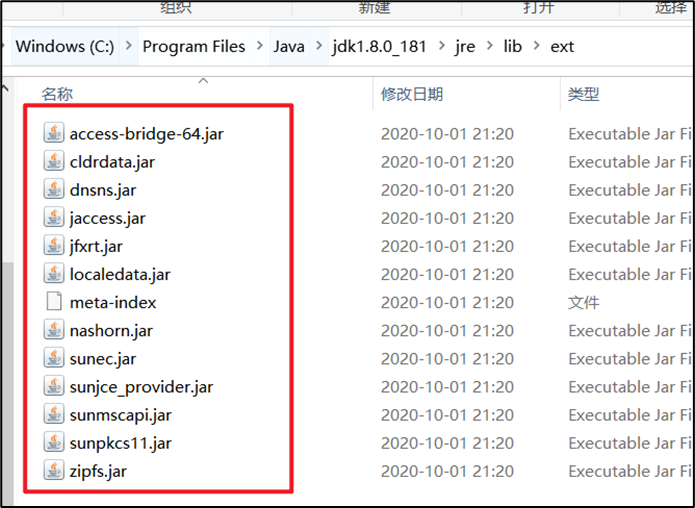 组织 新建 打开 选择
Windows (C:) > Program Files > Java > jdk1.8.0_181 > jre > lib > ext
名称 修改日期 类型
access-bridge-64.jar 2020-10-01 21:20 Executable Jar Fi
cldrdata.jar 2020-10-01 21:20 Executable Jar Fi
dnsns.jar 2020-10-01 21:20 Executable Jar Fi
jaccess.jar 2020-10-01 21:20 Executable Jar Fi
jfxrt.jar 2020-10-01 21:20 Executable Jar Fi
localedata.jar 2020-10-01 21:20 Executable Jar Fi
meta-index 2020-10-01 21:20 文件
nashorn.jar 2020-10-01 21:20 Executable Jar Fi
sunec.jar 2020-10-01 21:20 Executable Jar Fi
sunjce_provider.jar 2020-10-01 21:20 Executable Jar Fi
sunmscapi.jar 2020-10-01 21:20 Executable Jar Fi
sunpkcs11.jar 2020-10-01 21:20 Executable Jar Fi
zipfs.jar 2020-10-01 21:20 Executable Jar Fi